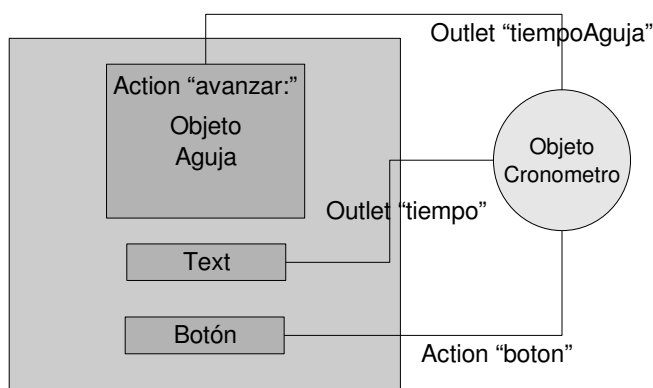 Outlet “tiempoAguja”
Action “avanzar:”
Objeto
Aguja
Objeto
Cronometro
Outlet “tiempo”
Text
Botón
Action “boton”